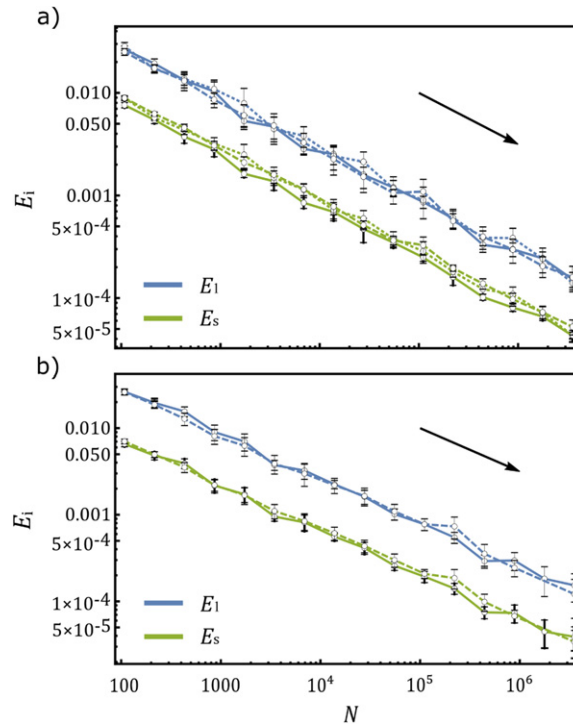 a)
0.010
0.050
0.001
5×10⁻⁴
1×10⁻⁴
5×10⁻⁵
Eᵢ
E₁
Eₛ
b)
0.010
0.050
0.001
5×10⁻⁴
1×10⁻⁴
5×10⁻⁵
Eᵢ
E₁
Eₛ
100 1000 10⁴ 10⁵ 10⁶
N